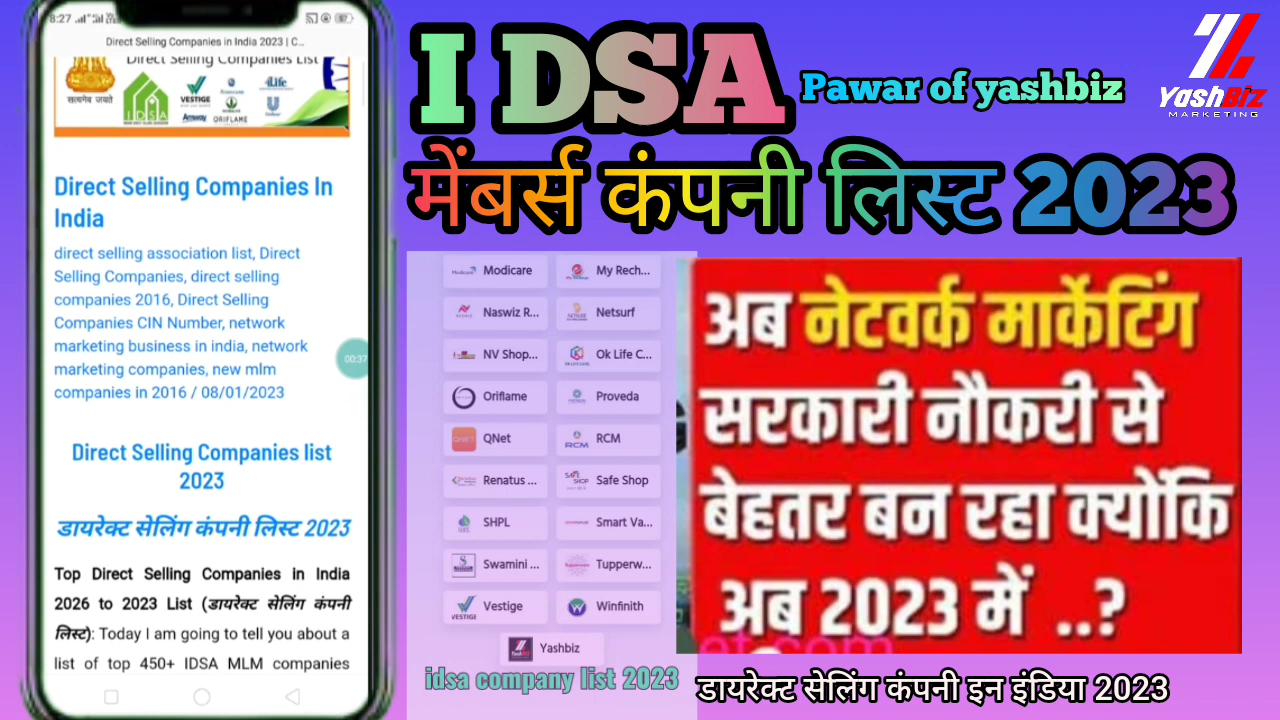 8:27
Direct Selling Companies in India 2023 | C...
Direct Selling Companies List
सत्यमेव जयते
IDSA
VESTIGE
4Life
Amway
ORIFLAME
Direct Selling Companies In
India
direct selling association list, Direct
Selling Companies, direct selling
companies 2016, Direct Selling
Companies CIN Number, network
marketing business in india, network
marketing companies, new mlm
companies in 2016 / 08/01/2023
00:37
Direct Selling Companies list
2023
डायरेक्ट सेलिंग कंपनी लिस्ट 2023
Top Direct Selling Companies in India
2026 to 2023 List (डायरेक्ट सेलिंग कंपनी
लिस्ट): Today I am going to tell you about a
list of top 450+ IDSA MLM companies
I DSA
Pawar of yashbiz
YashBiz
MARKETING
मेंबर्स कंपनी लिस्ट 2023
Modicare My Rech...
Naswiz R... Netsurf
NV Shop... Ok Life C...
Oriflame Proveda
QNet RCM
Renatus ... Safe Shop
SHPL Smart Va...
Swamini ... Tupperw...
Vestige Winfinith
Yashbiz
idsa company list 2023
अब नेटवर्क मार्केटिंग
सरकारी नौकरी से
बेहतर बन रहा क्योंकि
अब 2023 में ..?
डायरेक्ट सेलिंग कंपनी इन इंडिया 2023